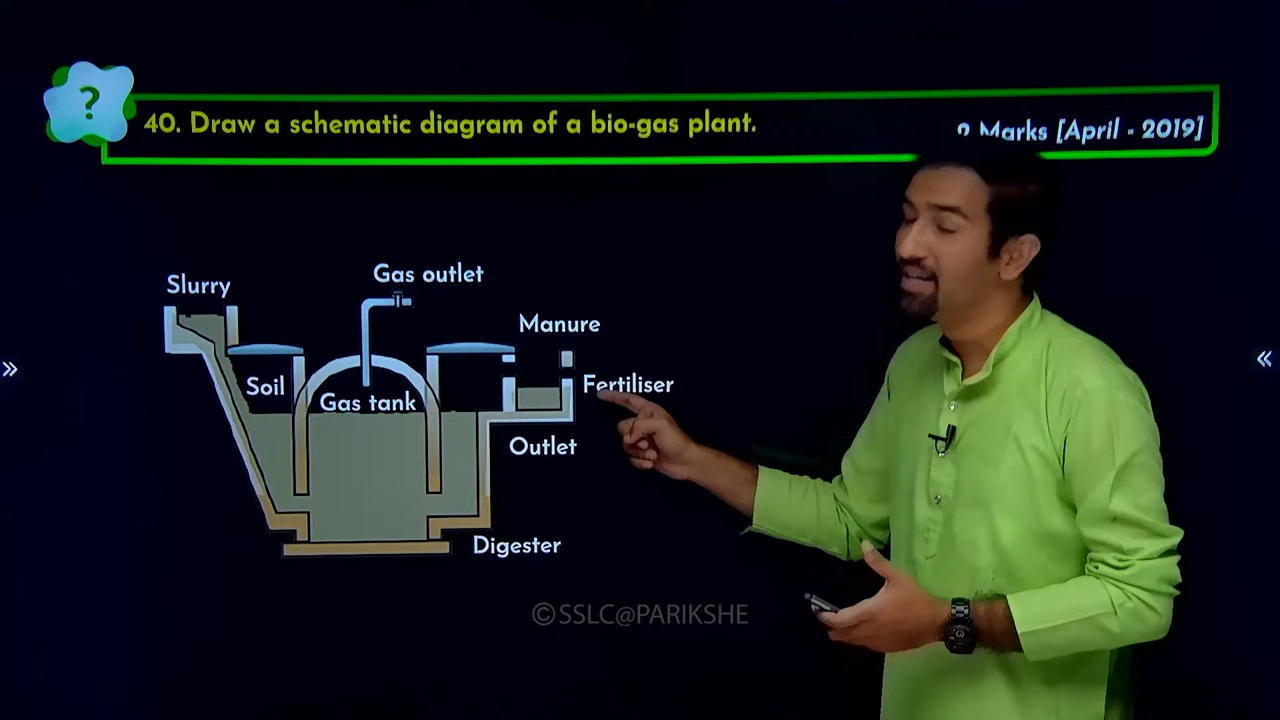 ?
40. Draw a schematic diagram of a bio-gas plant.
Marks [April - 2019]
Slurry
Gas outlet
Manure
Soil
Gas tank
Fertiliser
Outlet
Digester
©SSLC@PARIKSHE
»
«